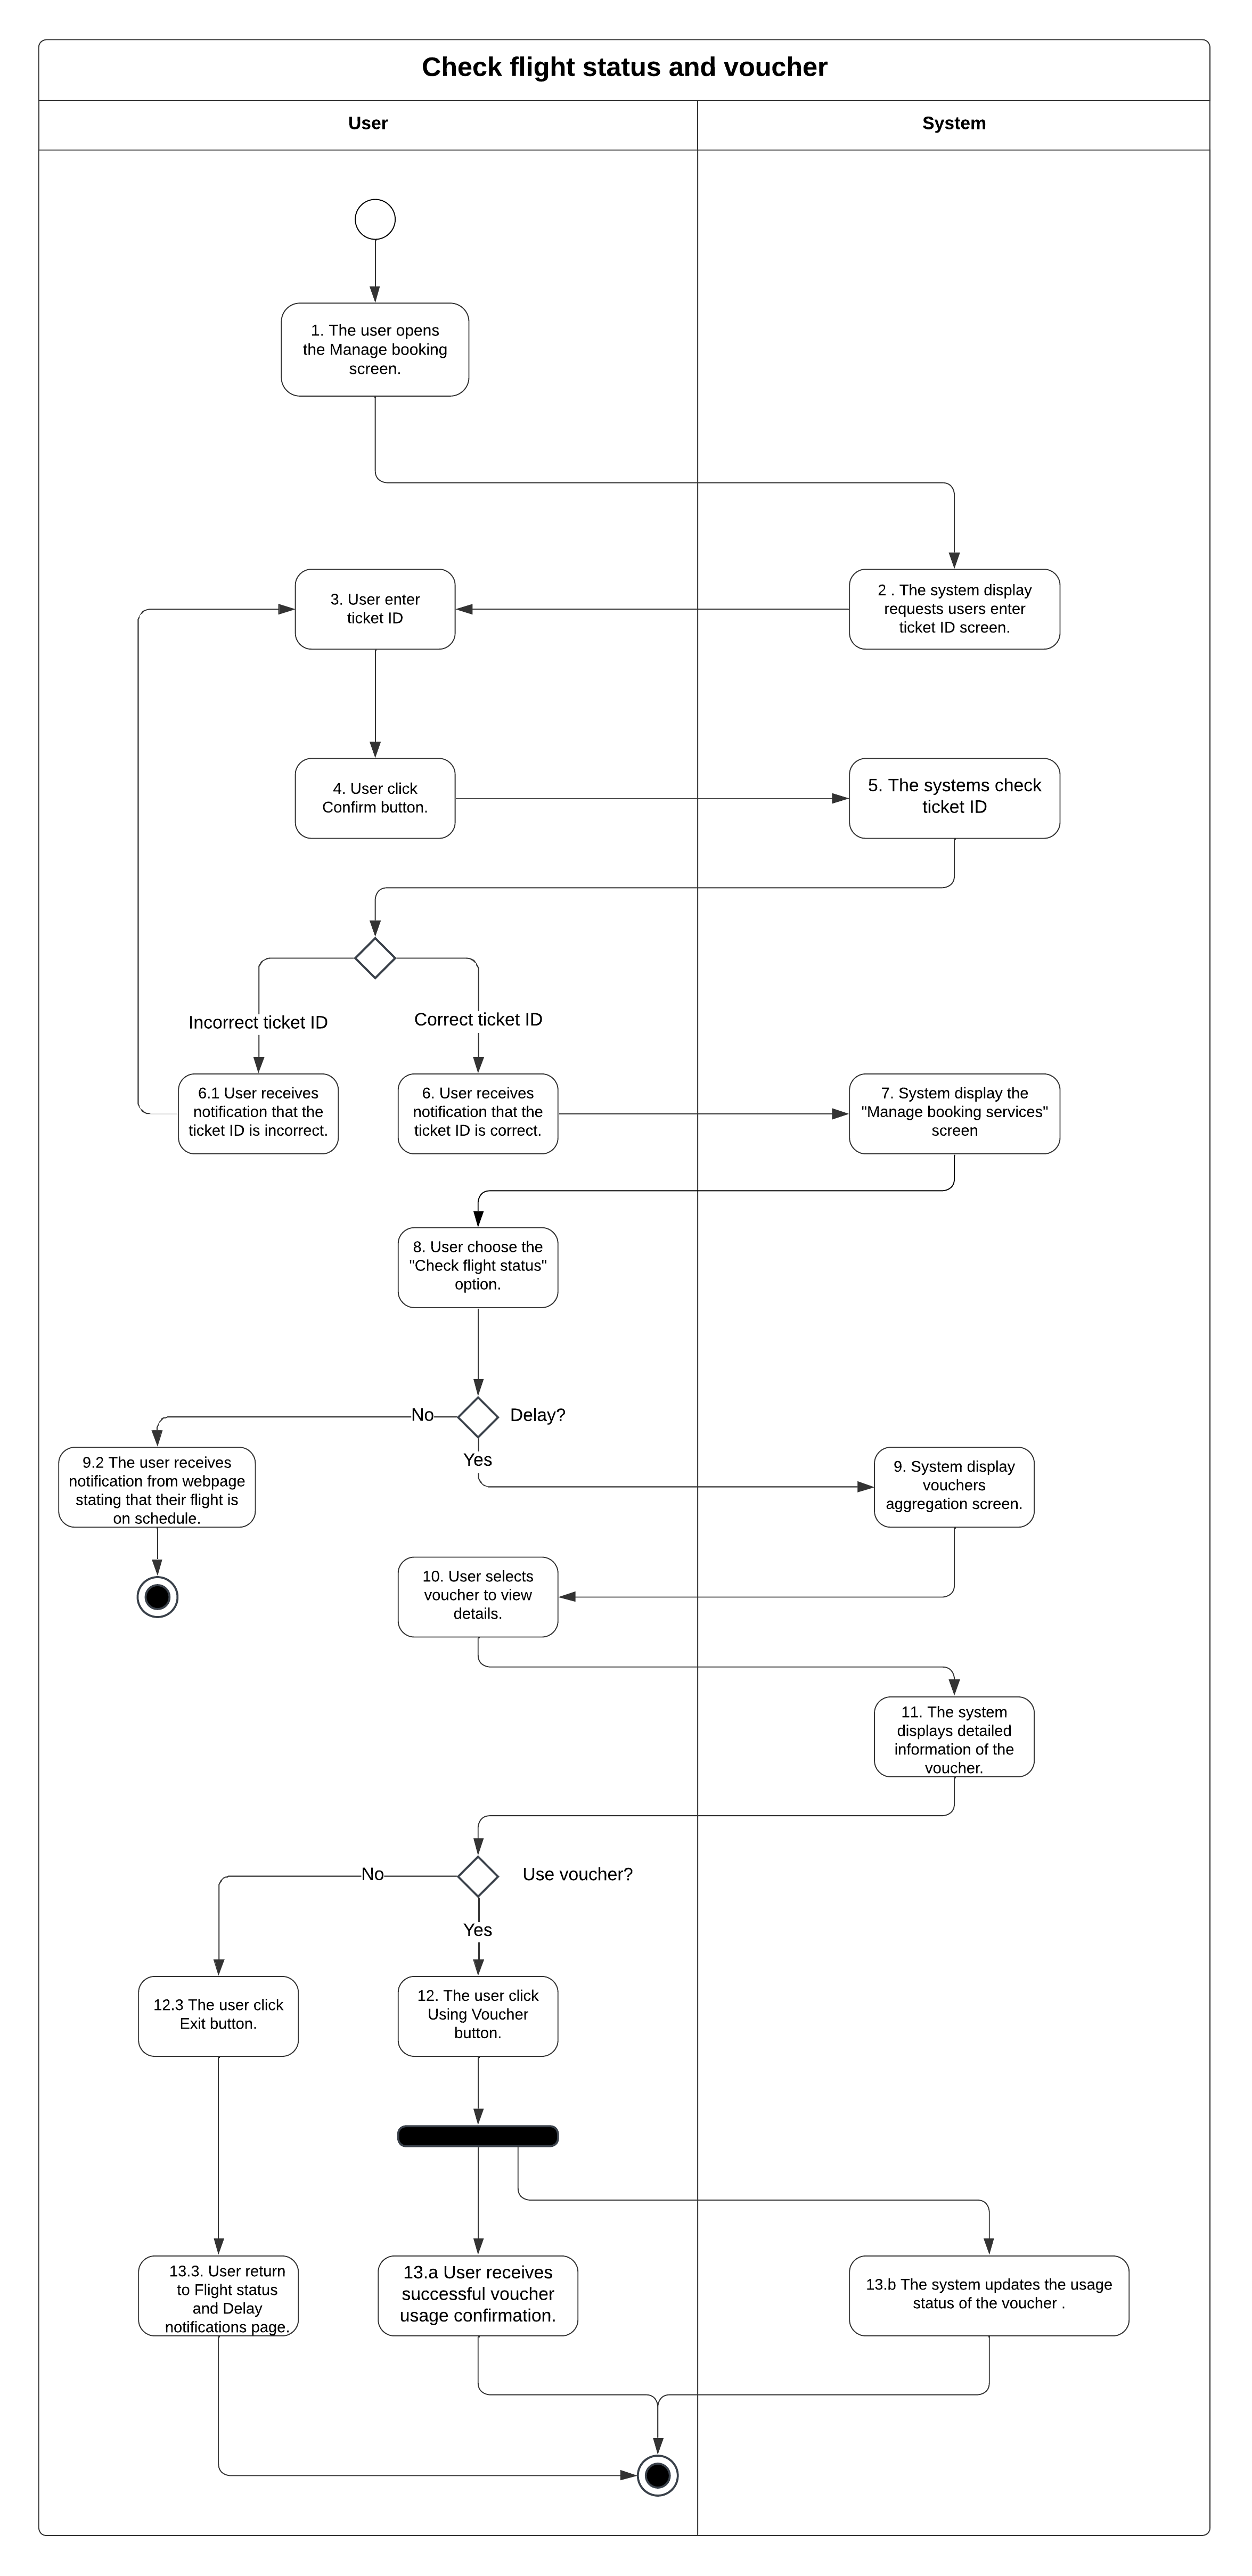 Check flight status and voucher
User
System
1. The user opens
the Manage booking
screen.
2 . The system display
requests users enter
ticket ID screen.
3. User enter
ticket ID
4. User click
Confirm button.
5. The systems check
ticket ID
Incorrect ticket ID
Correct ticket ID
6.1 User receives
notification that the
ticket ID is incorrect.
6. User receives
notification that the
ticket ID is correct.
7. System display the
"Manage booking services"
screen
8. User choose the
"Check flight status"
option.
No
Delay?
Yes
9.2 The user receives
notification from webpage
stating that their flight is
on schedule.
9. System display
vouchers
aggregation screen.
10. User selects
voucher to view
details.
11. The system
displays detailed
information of the
voucher.
No
Use voucher?
Yes
12.3 The user click
Exit button.
12. The user click
Using Voucher
button.
13.3. User return
to Flight status
and Delay
notifications page.
13.a User receives
successful voucher
usage confirmation.
13.b The system updates the usage
status of the voucher .